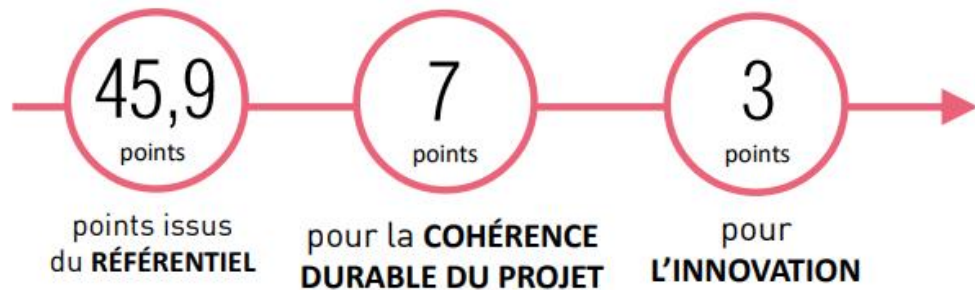 45,9
points
points issus
du RÉFÉRENTIEL
7
points
pour la COHÉRENCE
DURABLE DU PROJET
3
points
pour
L'INNOVATION